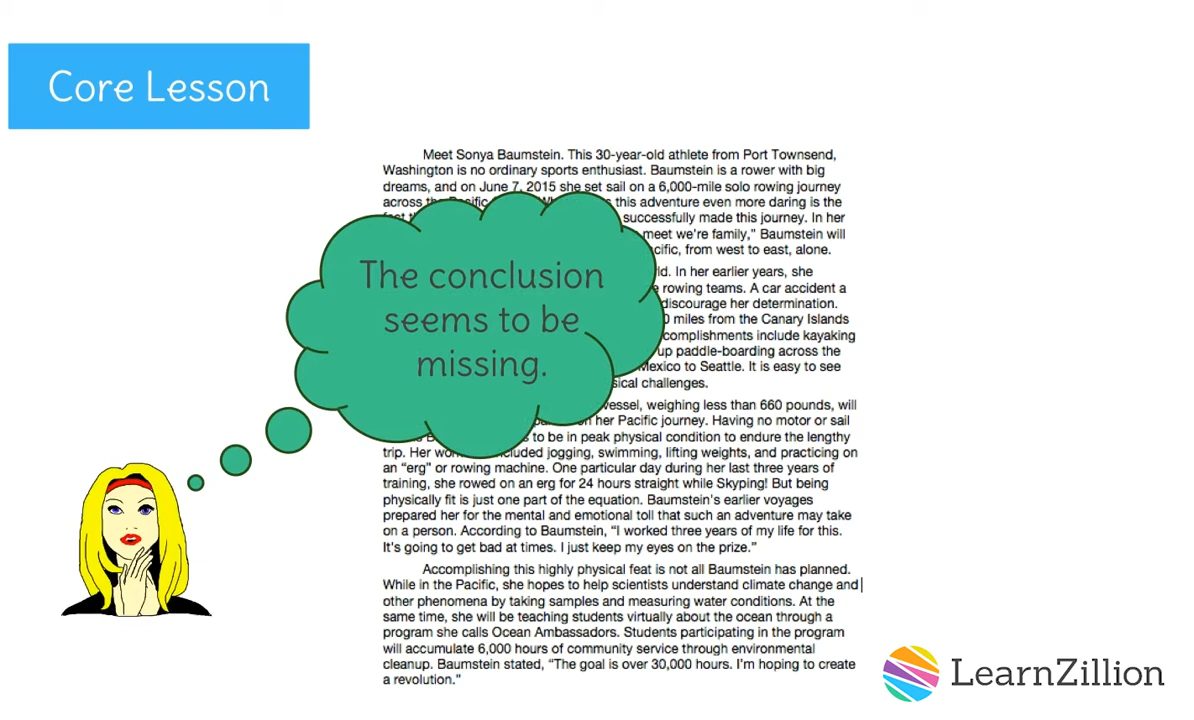 Core Lesson
Meet Sonya Baumstein. This 30-year-old athlete from Port Townsend,
Washington is no ordinary sports enthusiast. Baumstein is a rower with big
dreams, and on June 7, 2015 she set sail on a 6,000-mile solo rowing journey
across this adventure even more daring is the
successfully made this journey. In her
meet we're family,” Baumstein will
from west to east, alone.
In her earlier years, she
rowing teams. A car accident a
discourage her determination.
miles from the Canary Islands
include kayaking
up paddle-boarding across the
Mexico to Seattle. It is easy to see
challenges.
vessel, weighing less than 660 pounds, will
on her Pacific journey. Having no motor or sail
to be in peak physical condition to endure the lengthy
trip. Her included jogging, swimming, lifting weights, and practicing on
an “erg” or rowing machine. One particular day during her last three years of
training, she rowed on an erg for 24 hours straight while Skyping! But being
physically fit is just one part of the equation. Baumstein's earlier voyages
prepared her for the mental and emotional toll that such an adventure may take
on a person. According to Baumstein, “I worked three years of my life for this.
It's going to get bad at times. I just keep my eyes on the prize.”
Accomplishing this highly physical feat is not all Baumstein has planned.
While in the Pacific, she hopes to help scientists understand climate change and
other phenomena by taking samples and measuring water conditions. At the
same time, she will be teaching students virtually about the ocean through a
program she calls Ocean Ambassadors. Students participating in the program
will accumulate 6,000 hours of community service through environmental
cleanup. Baumstein stated, “The goal is over 30,000 hours. I'm hoping to create
a revolution.”
The conclusion
seems to be
missing.
LearnZillion